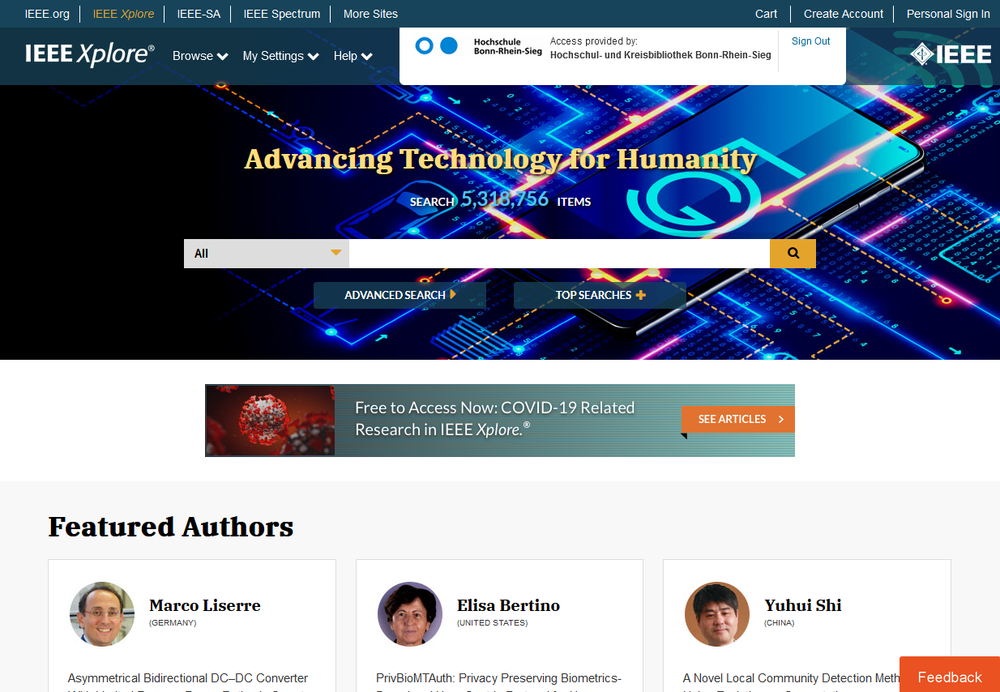 IEEE.org
IEEE Xplore
IEEE-SA
IEEE Spectrum
More Sites
Cart
Create Account
Personal Sign In
IEEE Xplore®
Browse
My Settings
Help
Hochschule
Bonn-Rhein-Sieg
Access provided by:
Hochschul- und Kreisbibliothek Bonn-Rhein-Sieg
Sign Out
IEEE
Advancing Technology for Humanity
SEARCH 5,318,756 ITEMS
All
ADVANCED SEARCH
TOP SEARCHES
Free to Access Now: COVID-19 Related
Research in IEEE Xplore.®
SEE ARTICLES
Featured Authors
Marco Liserre
(GERMANY)
Asymmetrical Bidirectional DC–DC Converter
Elisa Bertino
(UNITED STATES)
PrivBioMTAuth: Privacy Preserving Biometrics-
Yuhui Shi
(CHINA)
A Novel Local Community Detection Meth
Feedback